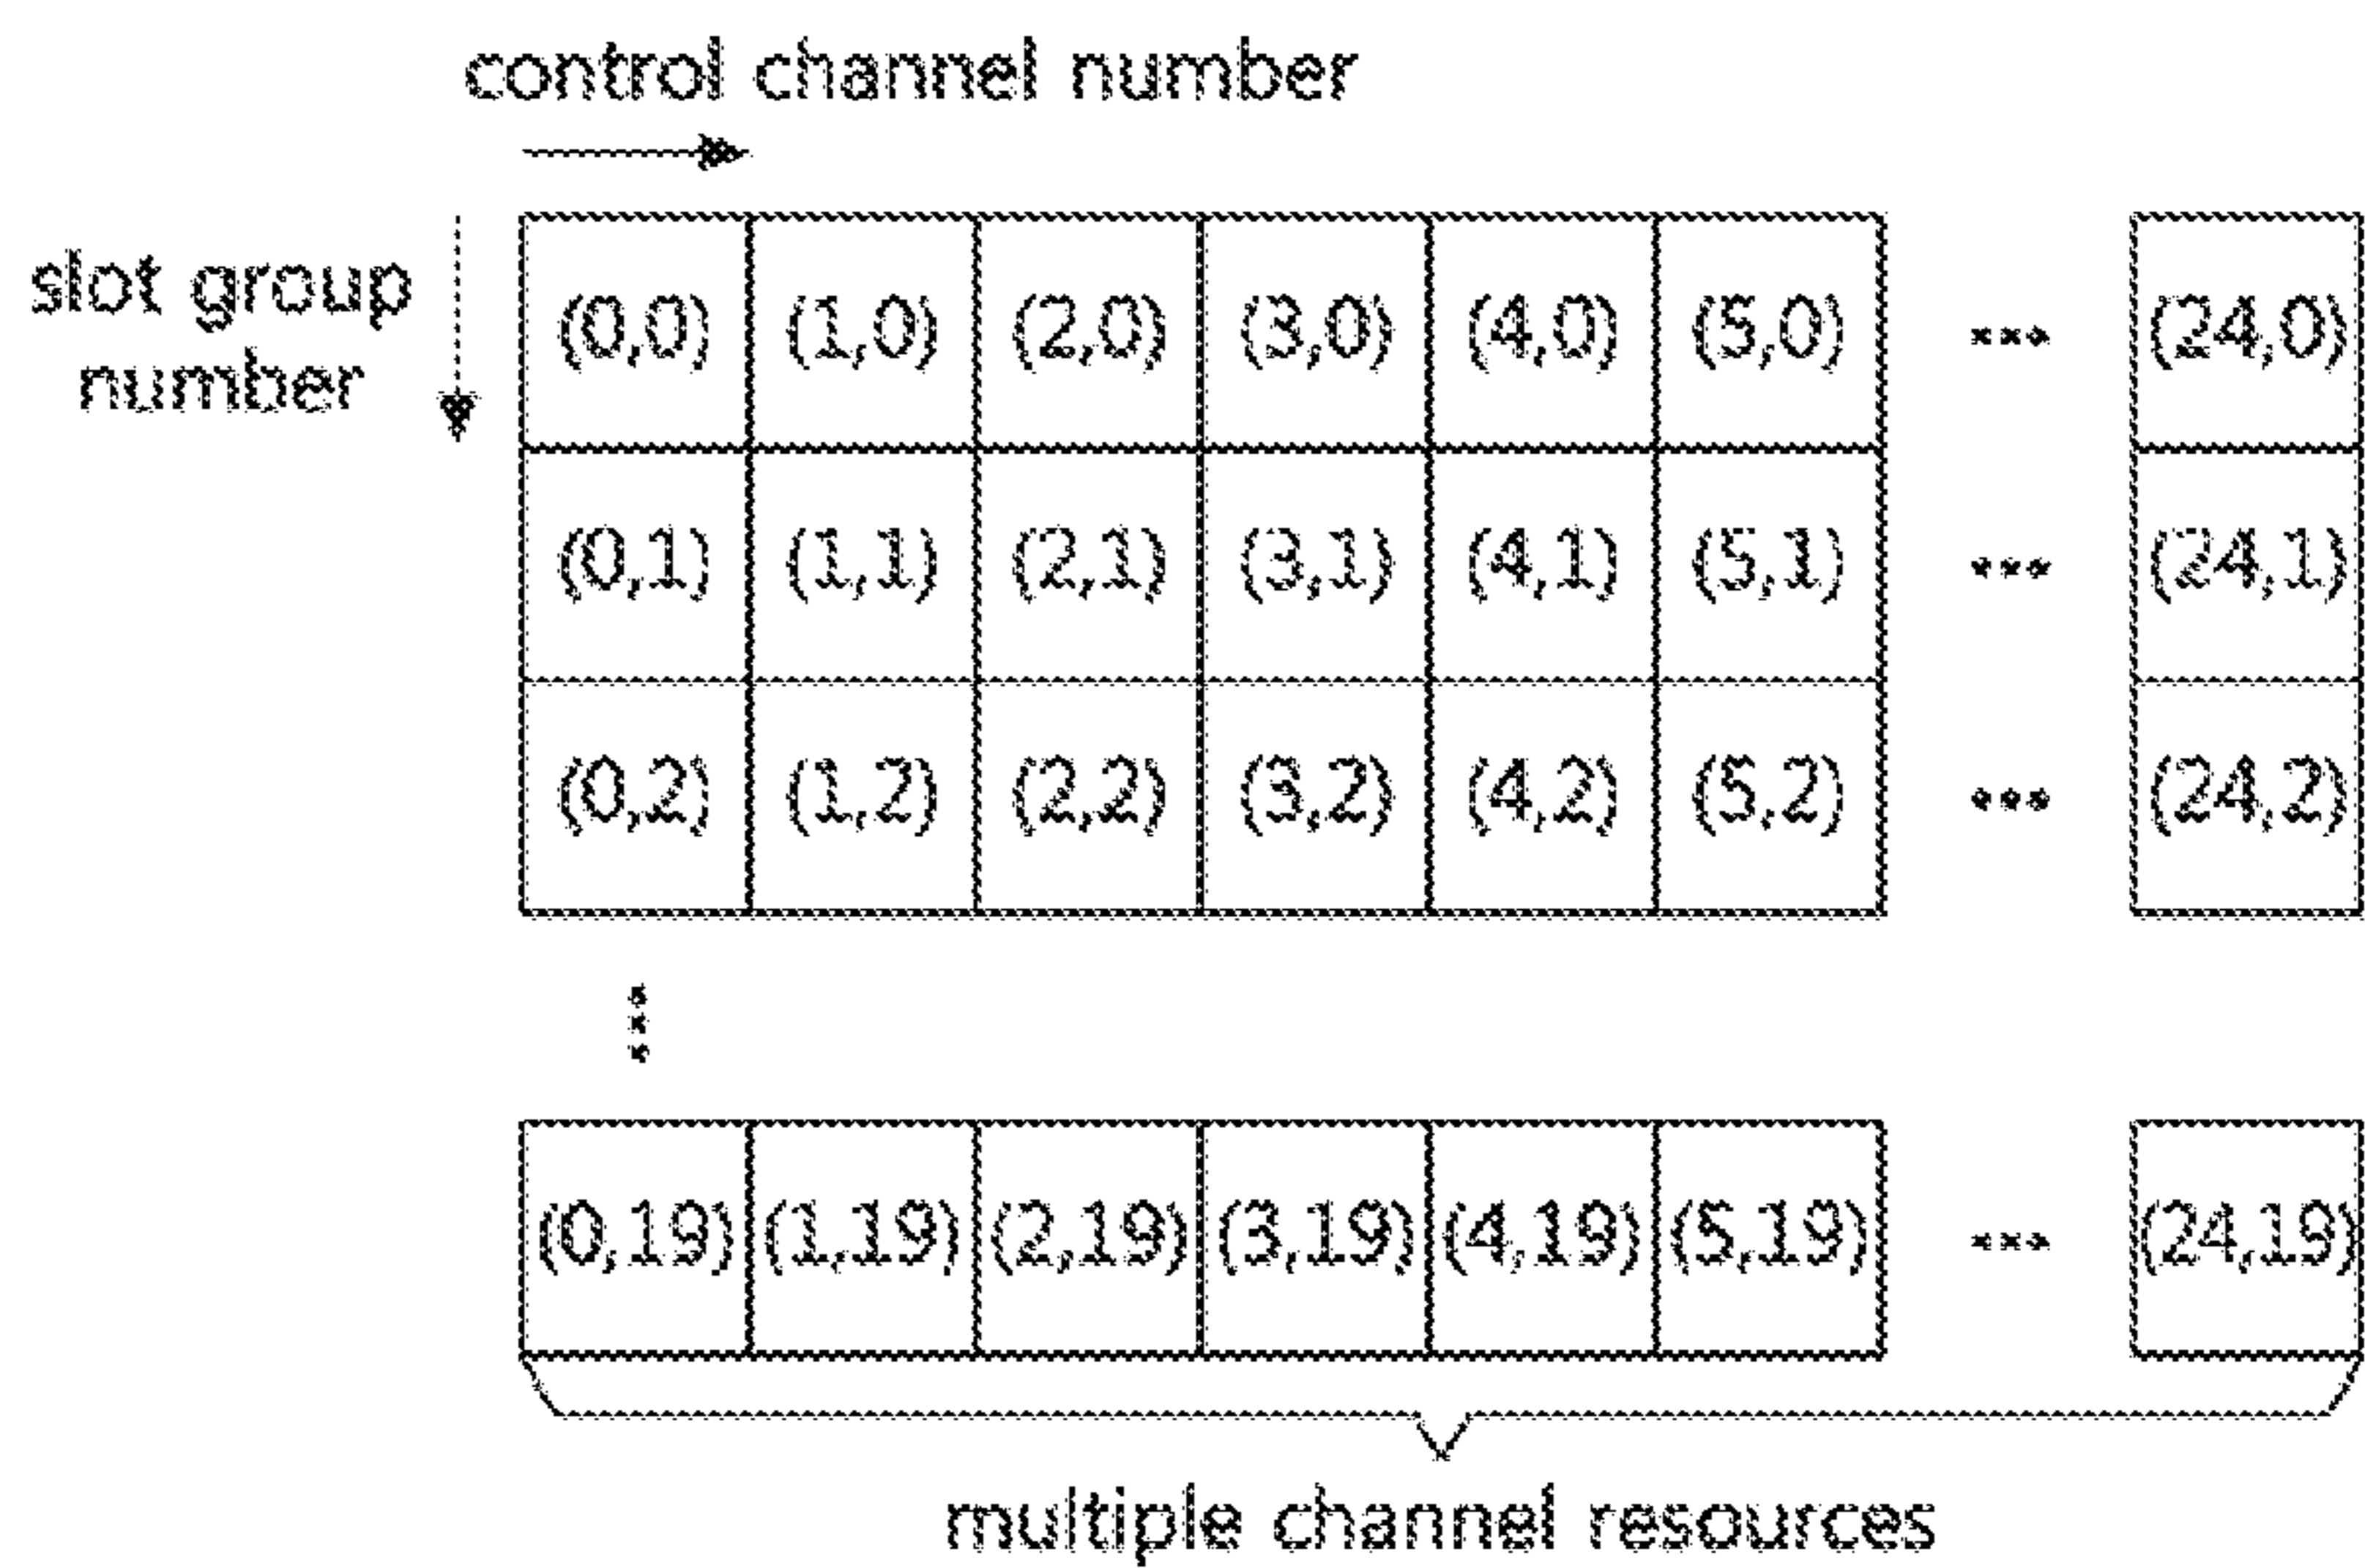 control channel number
slot group
number
(0,0) (1,0) (2,0) (3,0) (4,0) (5,0) ... (24,0)
(0,1) (1,1) (2,1) (3,1) (4,1) (5,1) ... (24,1)
(0,2) (1,2) (2,2) (3,2) (4,2) (5,2) ... (24,2)
(0,19) (1,19) (2,19) (3,19) (4,19) (5,19) ... (24,19)
multiple channel resources